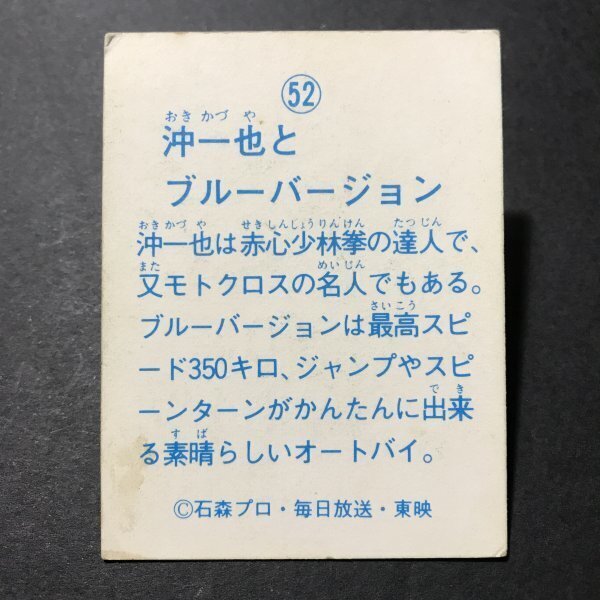 52
おきかづや
沖一也と
ブルーバージョン
おきかづや せきしんしょうりんけん たつじん
沖一也は赤心少林拳の達人で、
また めいじん
又モトクロスの名人でもある。
さいこう
ブルーバージョンは最高スピ
ード350キロ、ジャンプやスピ
でき
ーンターンがかんたんに出来
すば
る素晴らしいオートバイ。
©石森プロ・毎日放送・東映